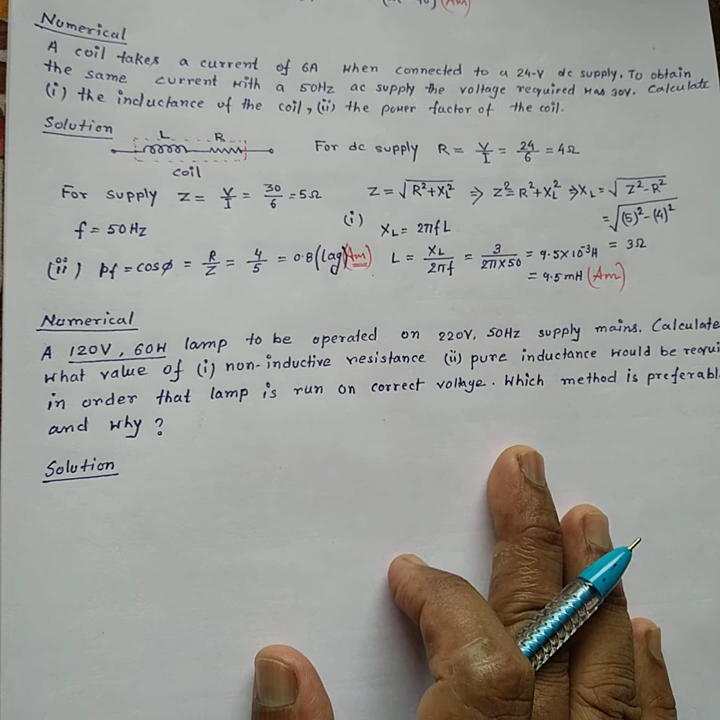 (Am)
Numerical
A coil takes a current of 6A when connected to a 24-V dc supply. To obtain
the same current with a 50Hz ac supply the voltage required was 30V. Calculate
(i) the inductance of the coil, (ii) the power factor of the coil.
Solution
L R
coil
For dc supply R = V/I = 24/6 = 4Ω
For supply Z = V/I = 30/6 = 5Ω
Z = √(R²+X_L²) ⇒ Z² = R²+X_L² ⇒ X_L = √(Z²-R²)
= √((5)²-(4)²)
= 3Ω
f = 50Hz
(i) X_L = 2πfL
L = X_L/2πf = 3/(2π×50) = 9.5×10⁻³H
= 9.5mH (Am)
(ii) Pf = cosφ = R/Z = 4/5 = 0.8 (lag) Am
Numerical
A 120V, 60W lamp to be operated on 220V, 50Hz supply mains. Calculate
what value of (i) non-inductive resistance (ii) pure inductance would be requi
in order that lamp is run on correct voltage. Which method is preferabl
and why?
Solution